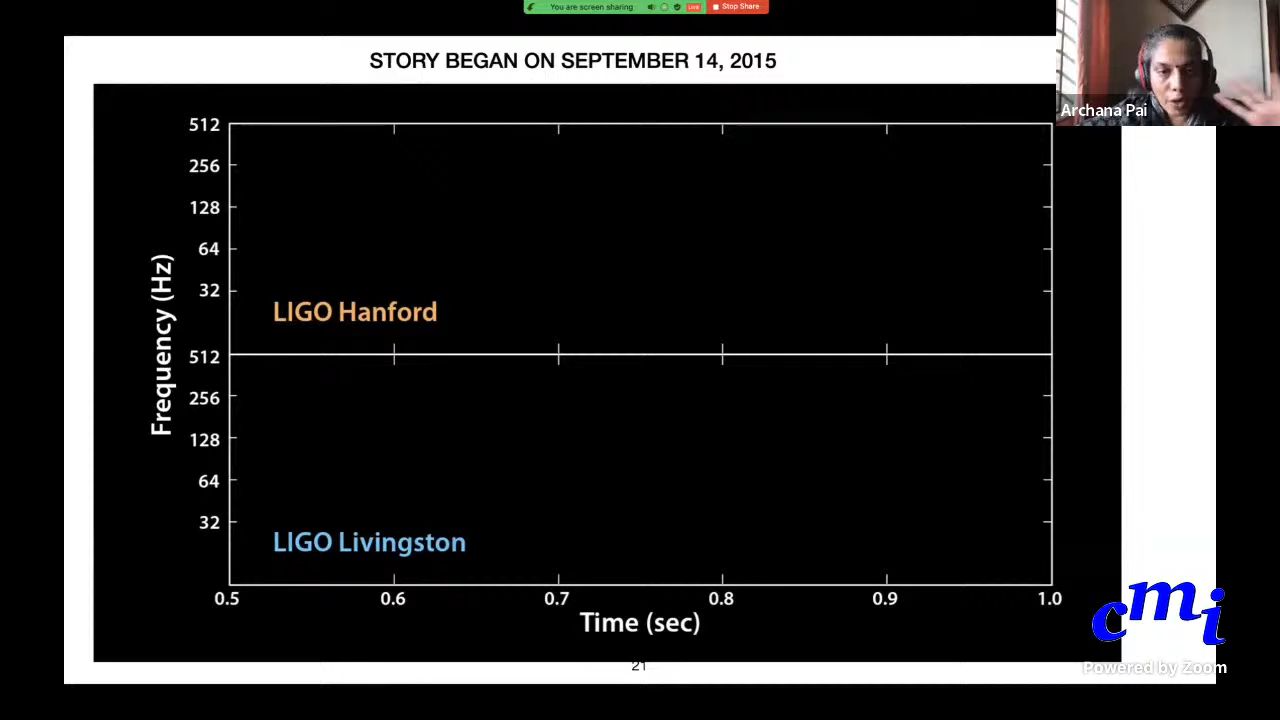 You are screen sharing
LIVE
Stop Share
STORY BEGAN ON SEPTEMBER 14, 2015
Archana Pai
Frequency (Hz)
512
256
128
64
32
LIGO Hanford
512
256
128
64
32
LIGO Livingston
0.5 0.6 0.7 0.8 0.9 1.0
Time (sec)
21
cmi
Powered by Zoom